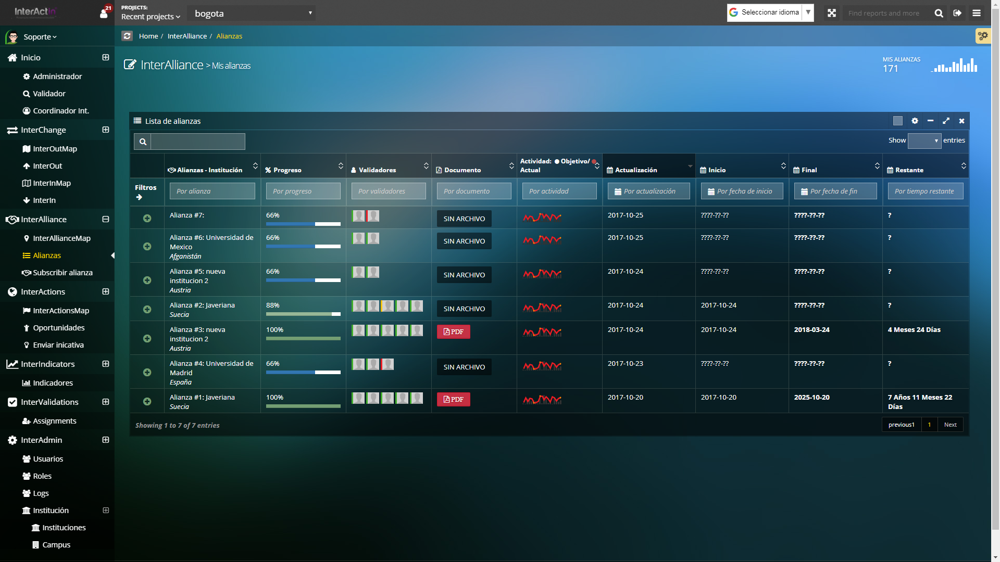 InterActin
21
PROJECTS:
Recent projects
bogota
Seleccionar idioma
Find reports and more
Soporte
Home / InterAlliance / Alianzas
Inicio
Administrador
Validador
Coordinador Int.
InterChange
InterOutMap
InterOut
InterInMap
InterIn
InterAlliance
InterAllianceMap
Alianzas
Subscribir alianza
InterActions
InterActionsMap
Oportunidades
Enviar inicativa
InterIndicators
Indicadores
InterValidations
Assignments
InterAdmin
Usuarios
Roles
Logs
Institución
Instituciones
Campus
InterAlliance > Mis alianzas
MIS ALIANZAS
171
Lista de alianzas
Show entries
Alianzas - Institución
% Progreso
Validadores
Documento
Actividad: Objetivo/
Actual
Actualización
Inicio
Final
Restante
Filtros
Por alianza
Por progreso
Por validadores
Por documento
Por actividad
Por actualización
Por fecha de inicio
Por fecha de fin
Por tiempo restante
Alianza #7: 66% SIN ARCHIVO 2017-10-25 ????-??-?? ????-??-?? ?
Alianza #6: Universidad de 66% SIN ARCHIVO 2017-10-25 ????-??-?? ????-??-?? ?
Mexico
Afganistán
Alianza #5: nueva 66% SIN ARCHIVO 2017-10-24 ????-??-?? ????-??-?? ?
institucion 2
Austria
Alianza #2: Javeriana 88% SIN ARCHIVO 2017-10-24 2017-10-24 ????-??-?? ?
Suecia
Alianza #3: nueva 100% PDF 2017-10-24 2017-10-24 2018-03-24 4 Meses 24 Días
institucion 2
Austria
Alianza #4: Universidad de 66% SIN ARCHIVO 2017-10-23 ????-??-?? ????-??-?? ?
Madrid
España
Alianza #1: Javeriana 100% PDF 2017-10-20 2017-10-20 2025-10-20 7 Años 11 Meses 22
Suecia Días
Showing 1 to 7 of 7 entries
previous1 1 Next